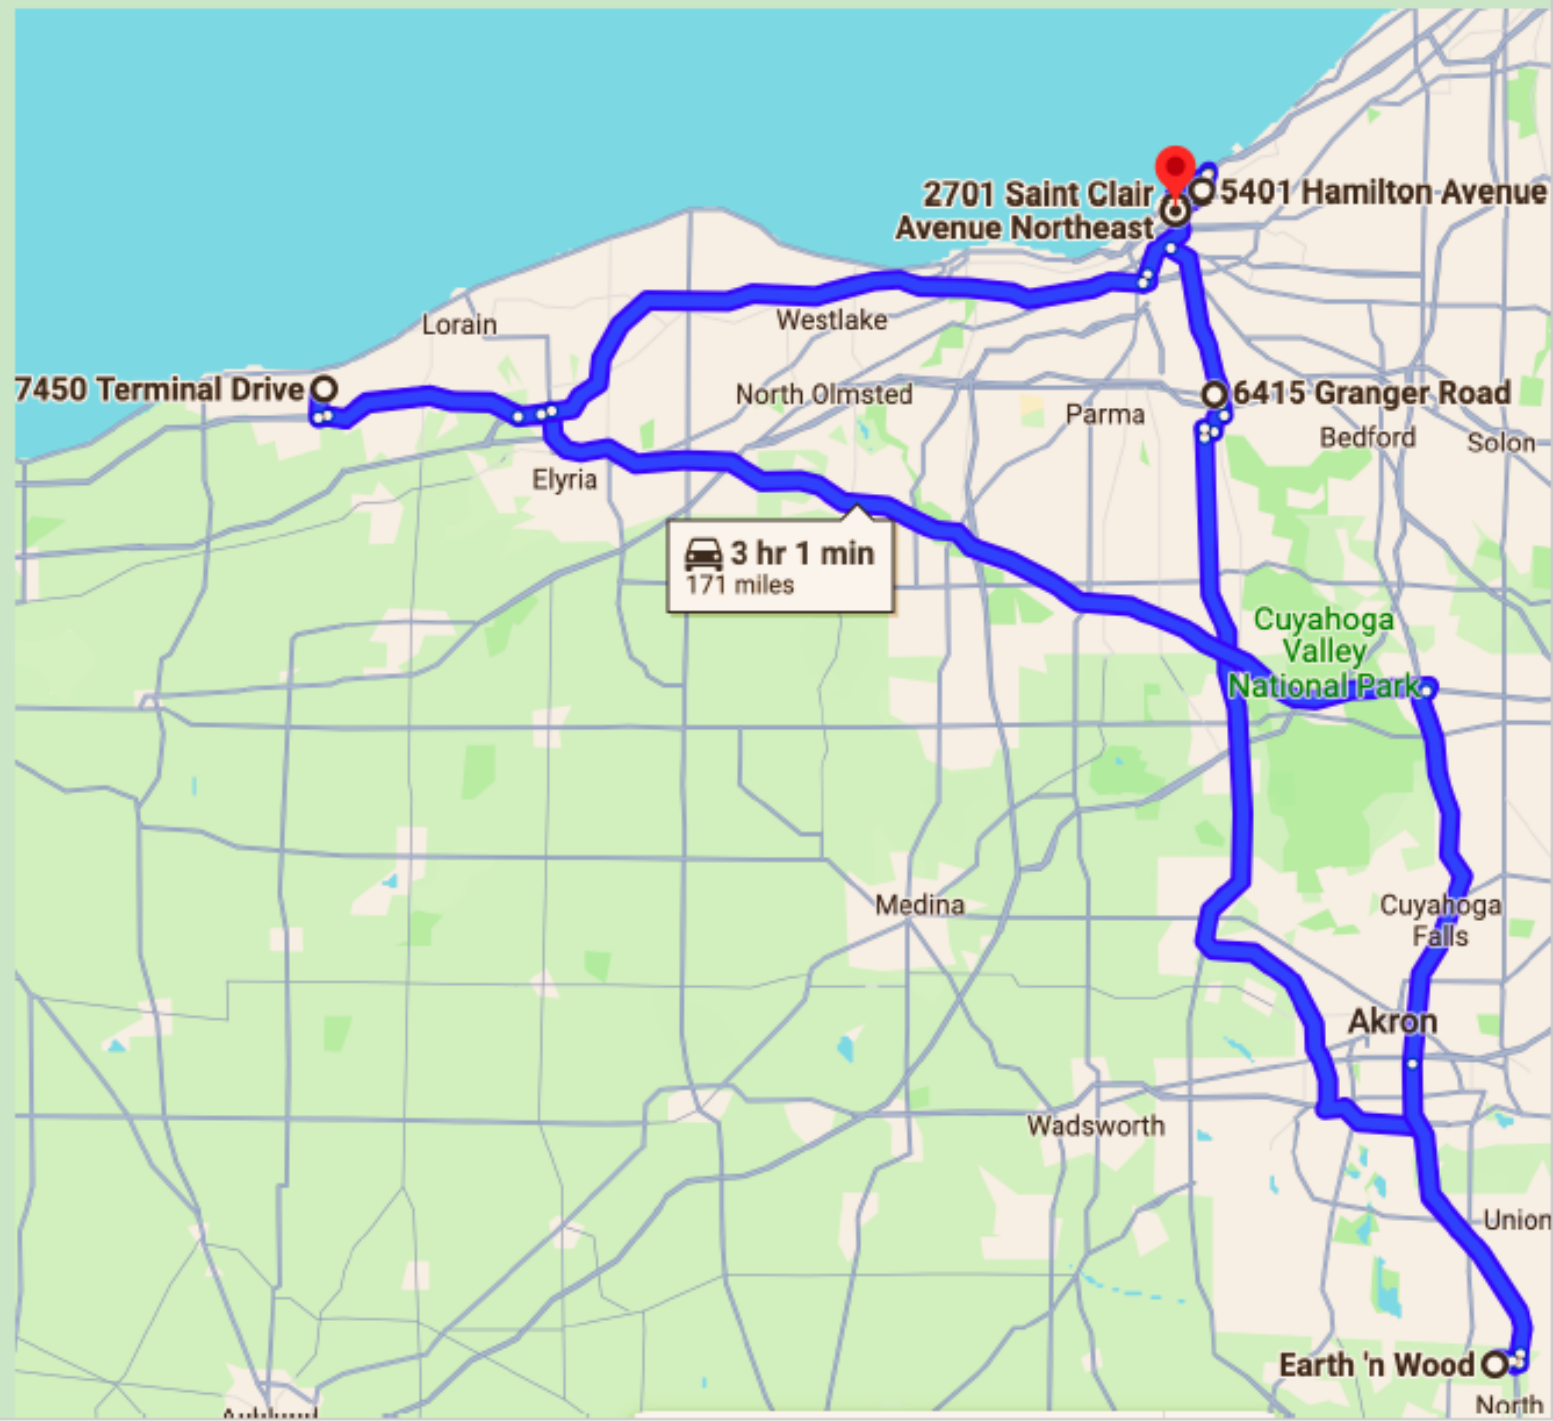 2701 Saint Clair
Avenue Northeast
5401 Hamilton Avenue
Lorain
Westlake
7450 Terminal Drive
North Olmsted
6415 Granger Road
Parma
Bedford
Solon
Elyria
3 hr 1 min
171 miles
Cuyahoga
Valley
National Park
Medina
Cuyahoga
Falls
Akron
Wadsworth
Union
Earth 'n Wood
North